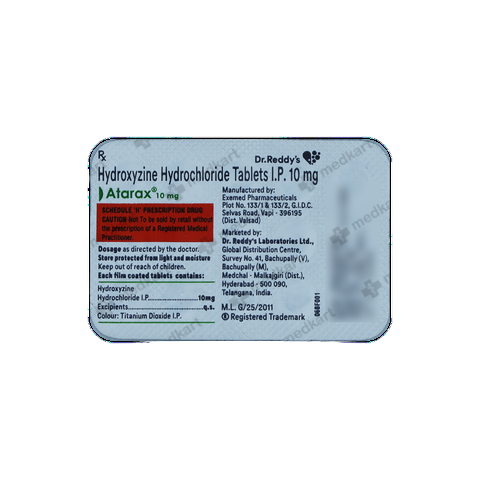 Rx
Dr.Reddy's
Hydroxyzine Hydrochloride Tablets I.P. 10 mg
Atarax® 10 mg
SCHEDULE 'H' PRESCRIPTION DRUG
CAUTION Not To be sold by retail without
the prescription of a Registered Medical
Practitioner.
Dosage as directed by the doctor.
Store protected from light and moisture
Keep out of reach of children.
Each film coated tablets contains:
Hydroxyzine
Hydrochloride I.P. 10mg
Excipients q.s.
Colour: Titanium Dioxide I.P.
Manufactured by:
Exemed Pharmaceuticals
Plot No. 133/1 & 133/2, G.I.D.C.
Selvas Road, Vapi - 396195
(Dist. Valsad)
Marketed by:
Dr. Reddy's Laboratories Ltd.,
Global Distribution Centre,
Survey No. 41, Bachupally (V),
Bachupally (M),
Medchal - Malkajgiri (Dist.),
Hyderabad - 500 090,
Telangana, India.
M.L. G/25/2011
® Registered Trademark
068F001
medkart